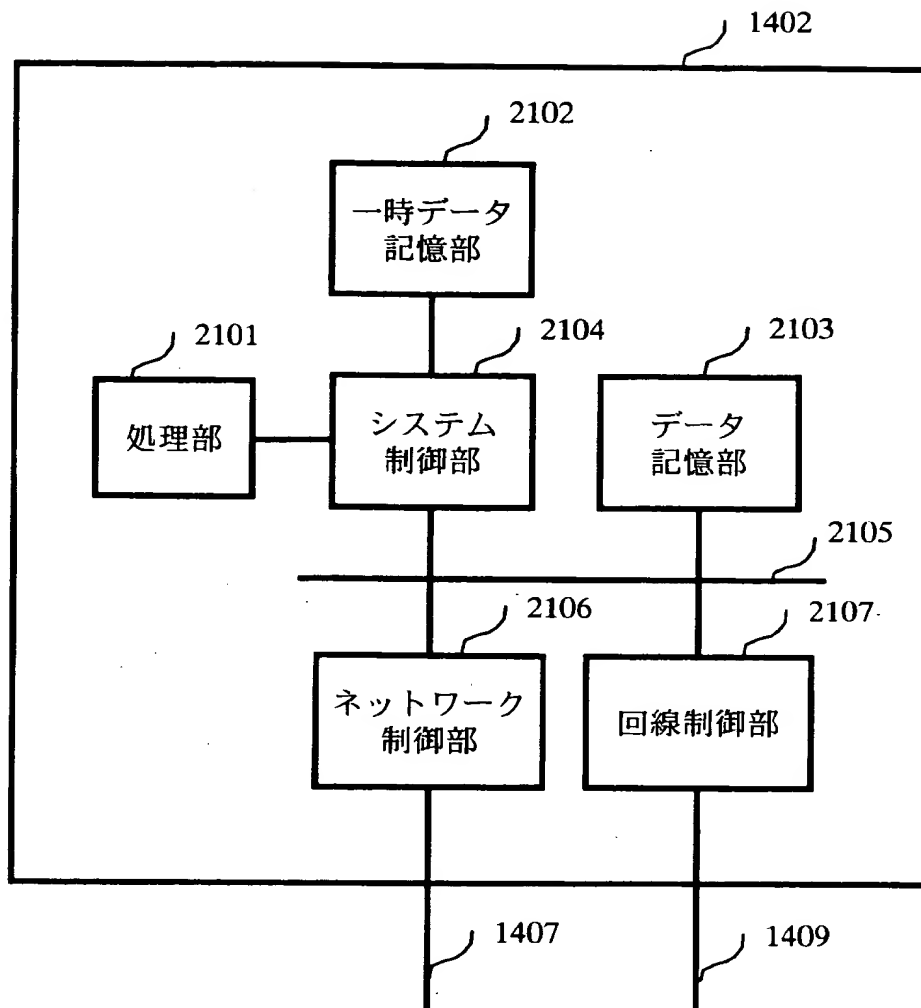 1402
2102
一時データ
記憶部
2101
2104
2103
処理部
システム
制御部
データ
記憶部
2105
2106
2107
ネットワーク
制御部
回線制御部
1407
1409